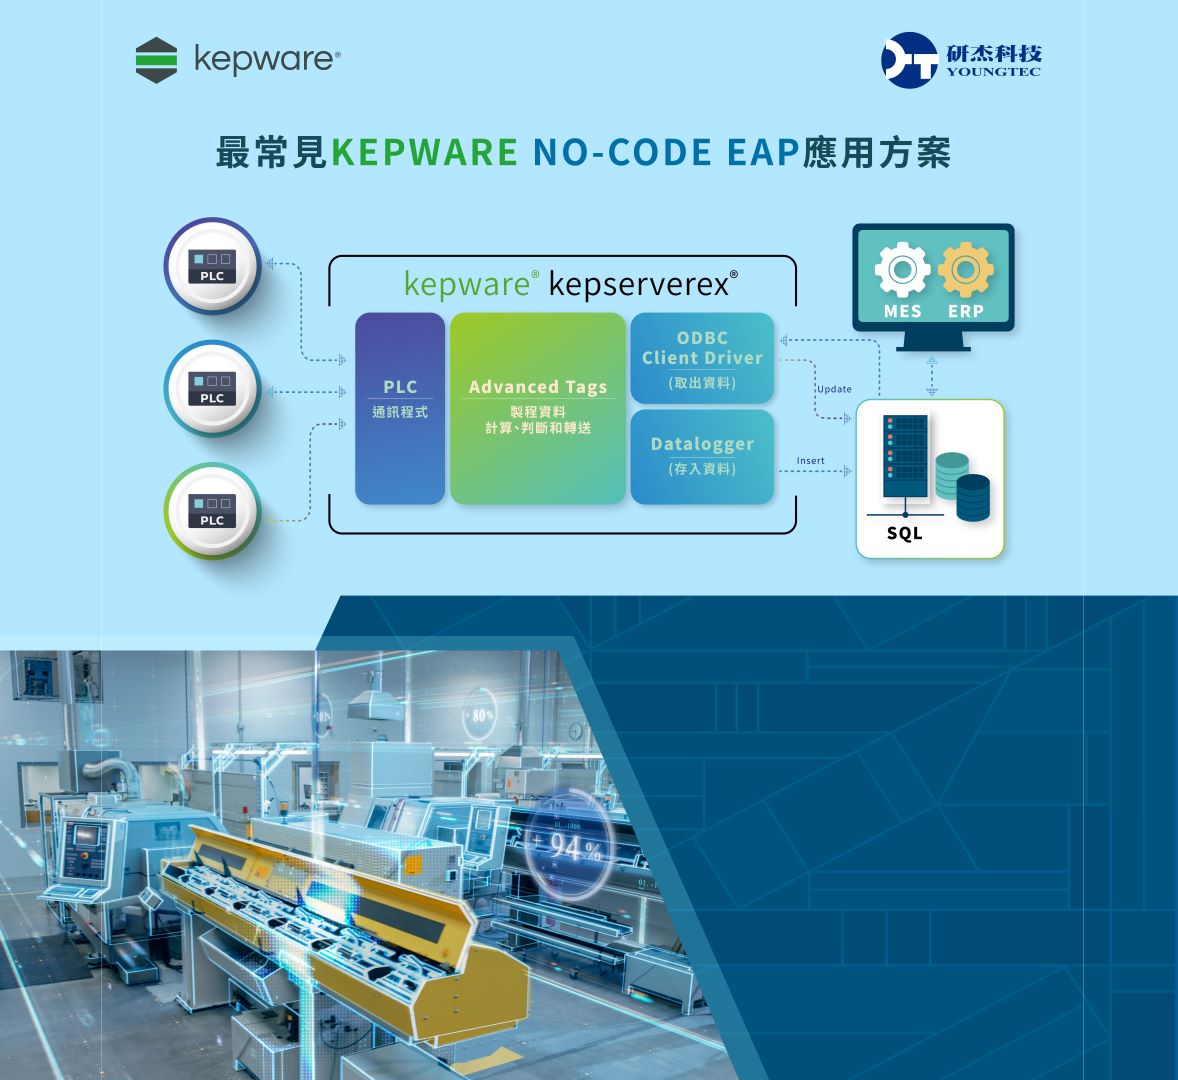 kepware®
研杰科技
YOUNGTEC
最常見KEPWARE NO-CODE EAP應用方案
PLC
PLC
PLC
kepware® kepserverex®
PLC
通訊程式
Advanced Tags
製程資料
計算、判斷和轉送
ODBC
Client Driver
(取出資料)
Datalogger
(存入資料)
Update
Insert
MES ERP
SQL
80%
+ 94%
01. -1000